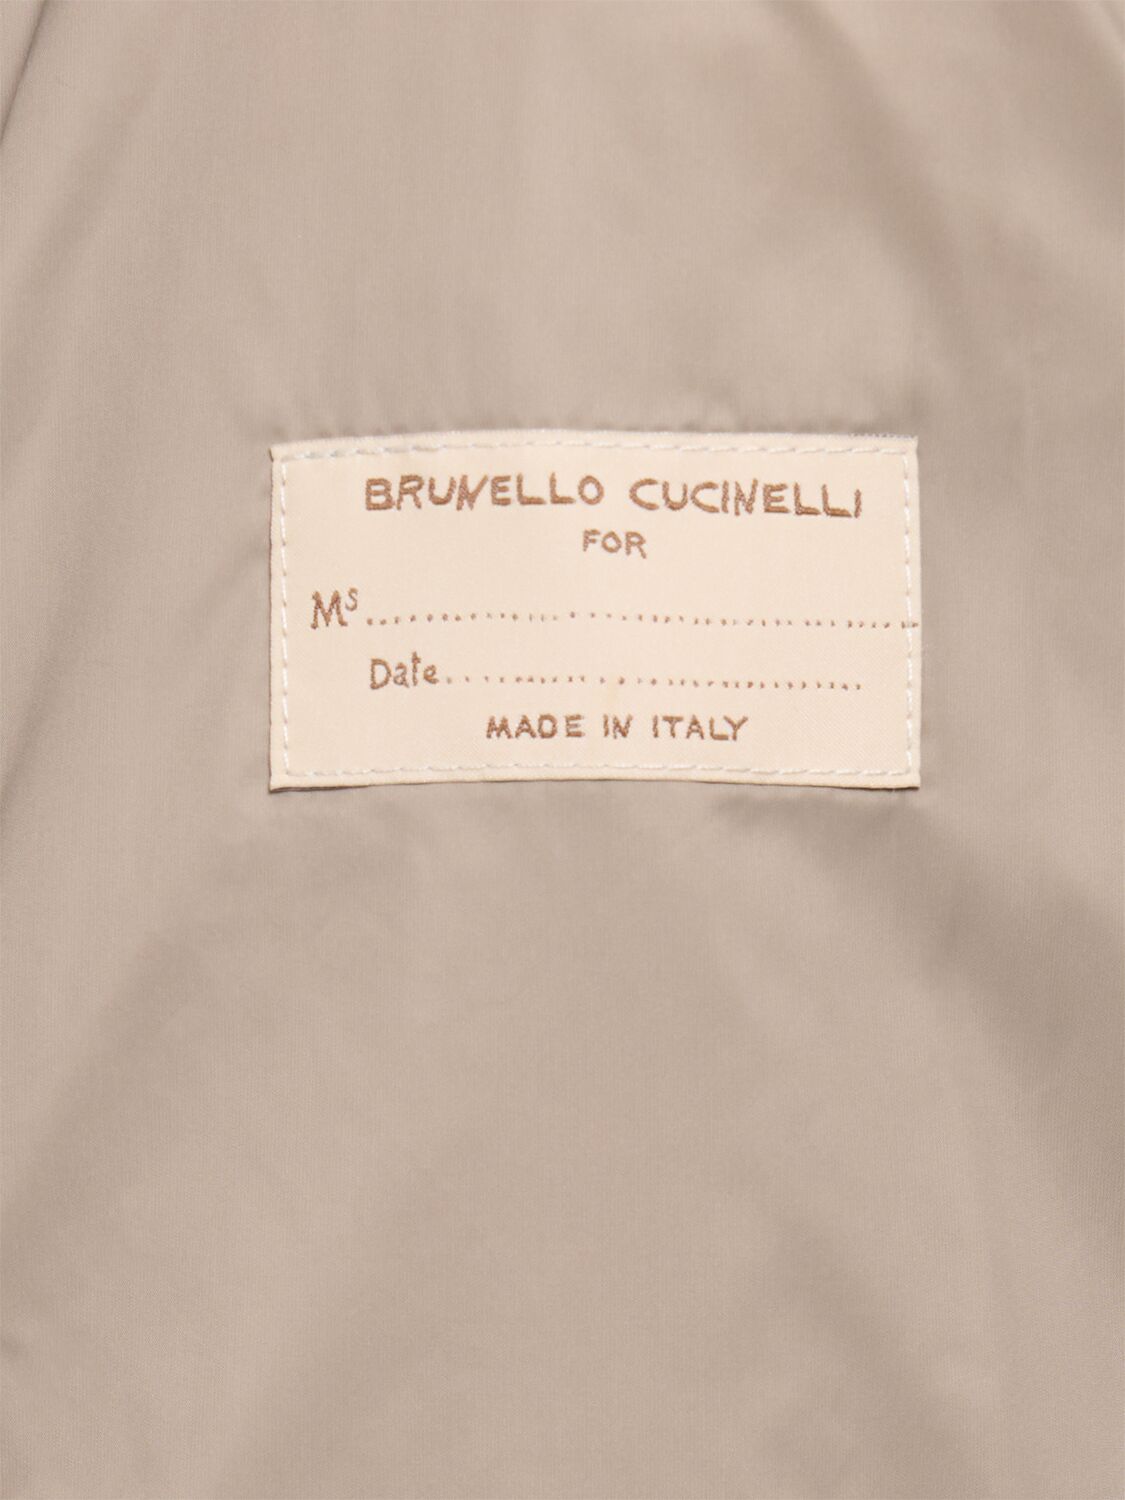 BRUNELLO CUCINELLI
FOR
Ms..............................................
Date..............................................
MADE IN ITALY